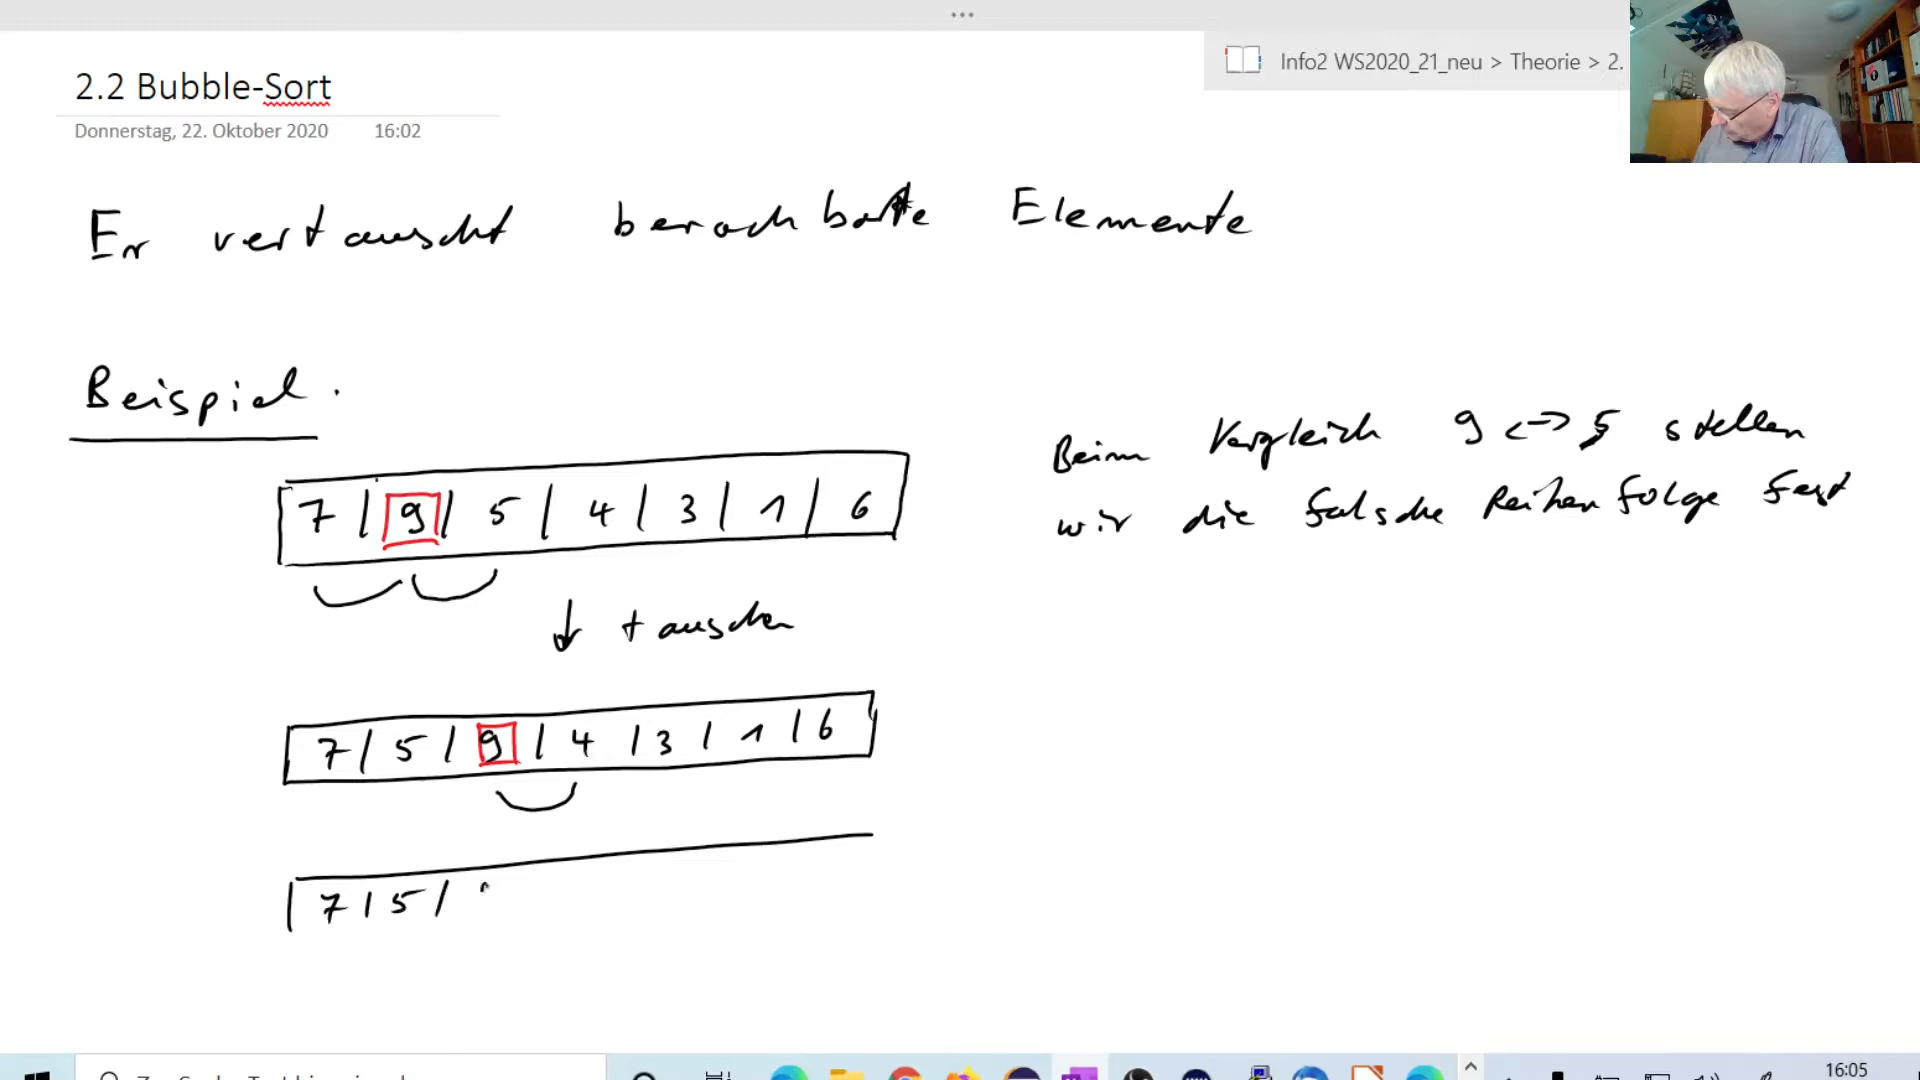 Info2 WS2020_21_neu > Theorie > 2.
2.2 Bubble-Sort
Donnerstag, 22. Oktober 2020 16:02
Er vertauscht benachbarte Elemente
Beispiel.
Beim Vergleich 9 <-> 5 stellen
wir die falsche Reihenfolge fest
7 | 9 | 5 | 4 | 3 | 1 | 6
↓ tauschen
7 | 5 | 9 | 4 | 3 | 1 | 6
7 | 5 |
16:05